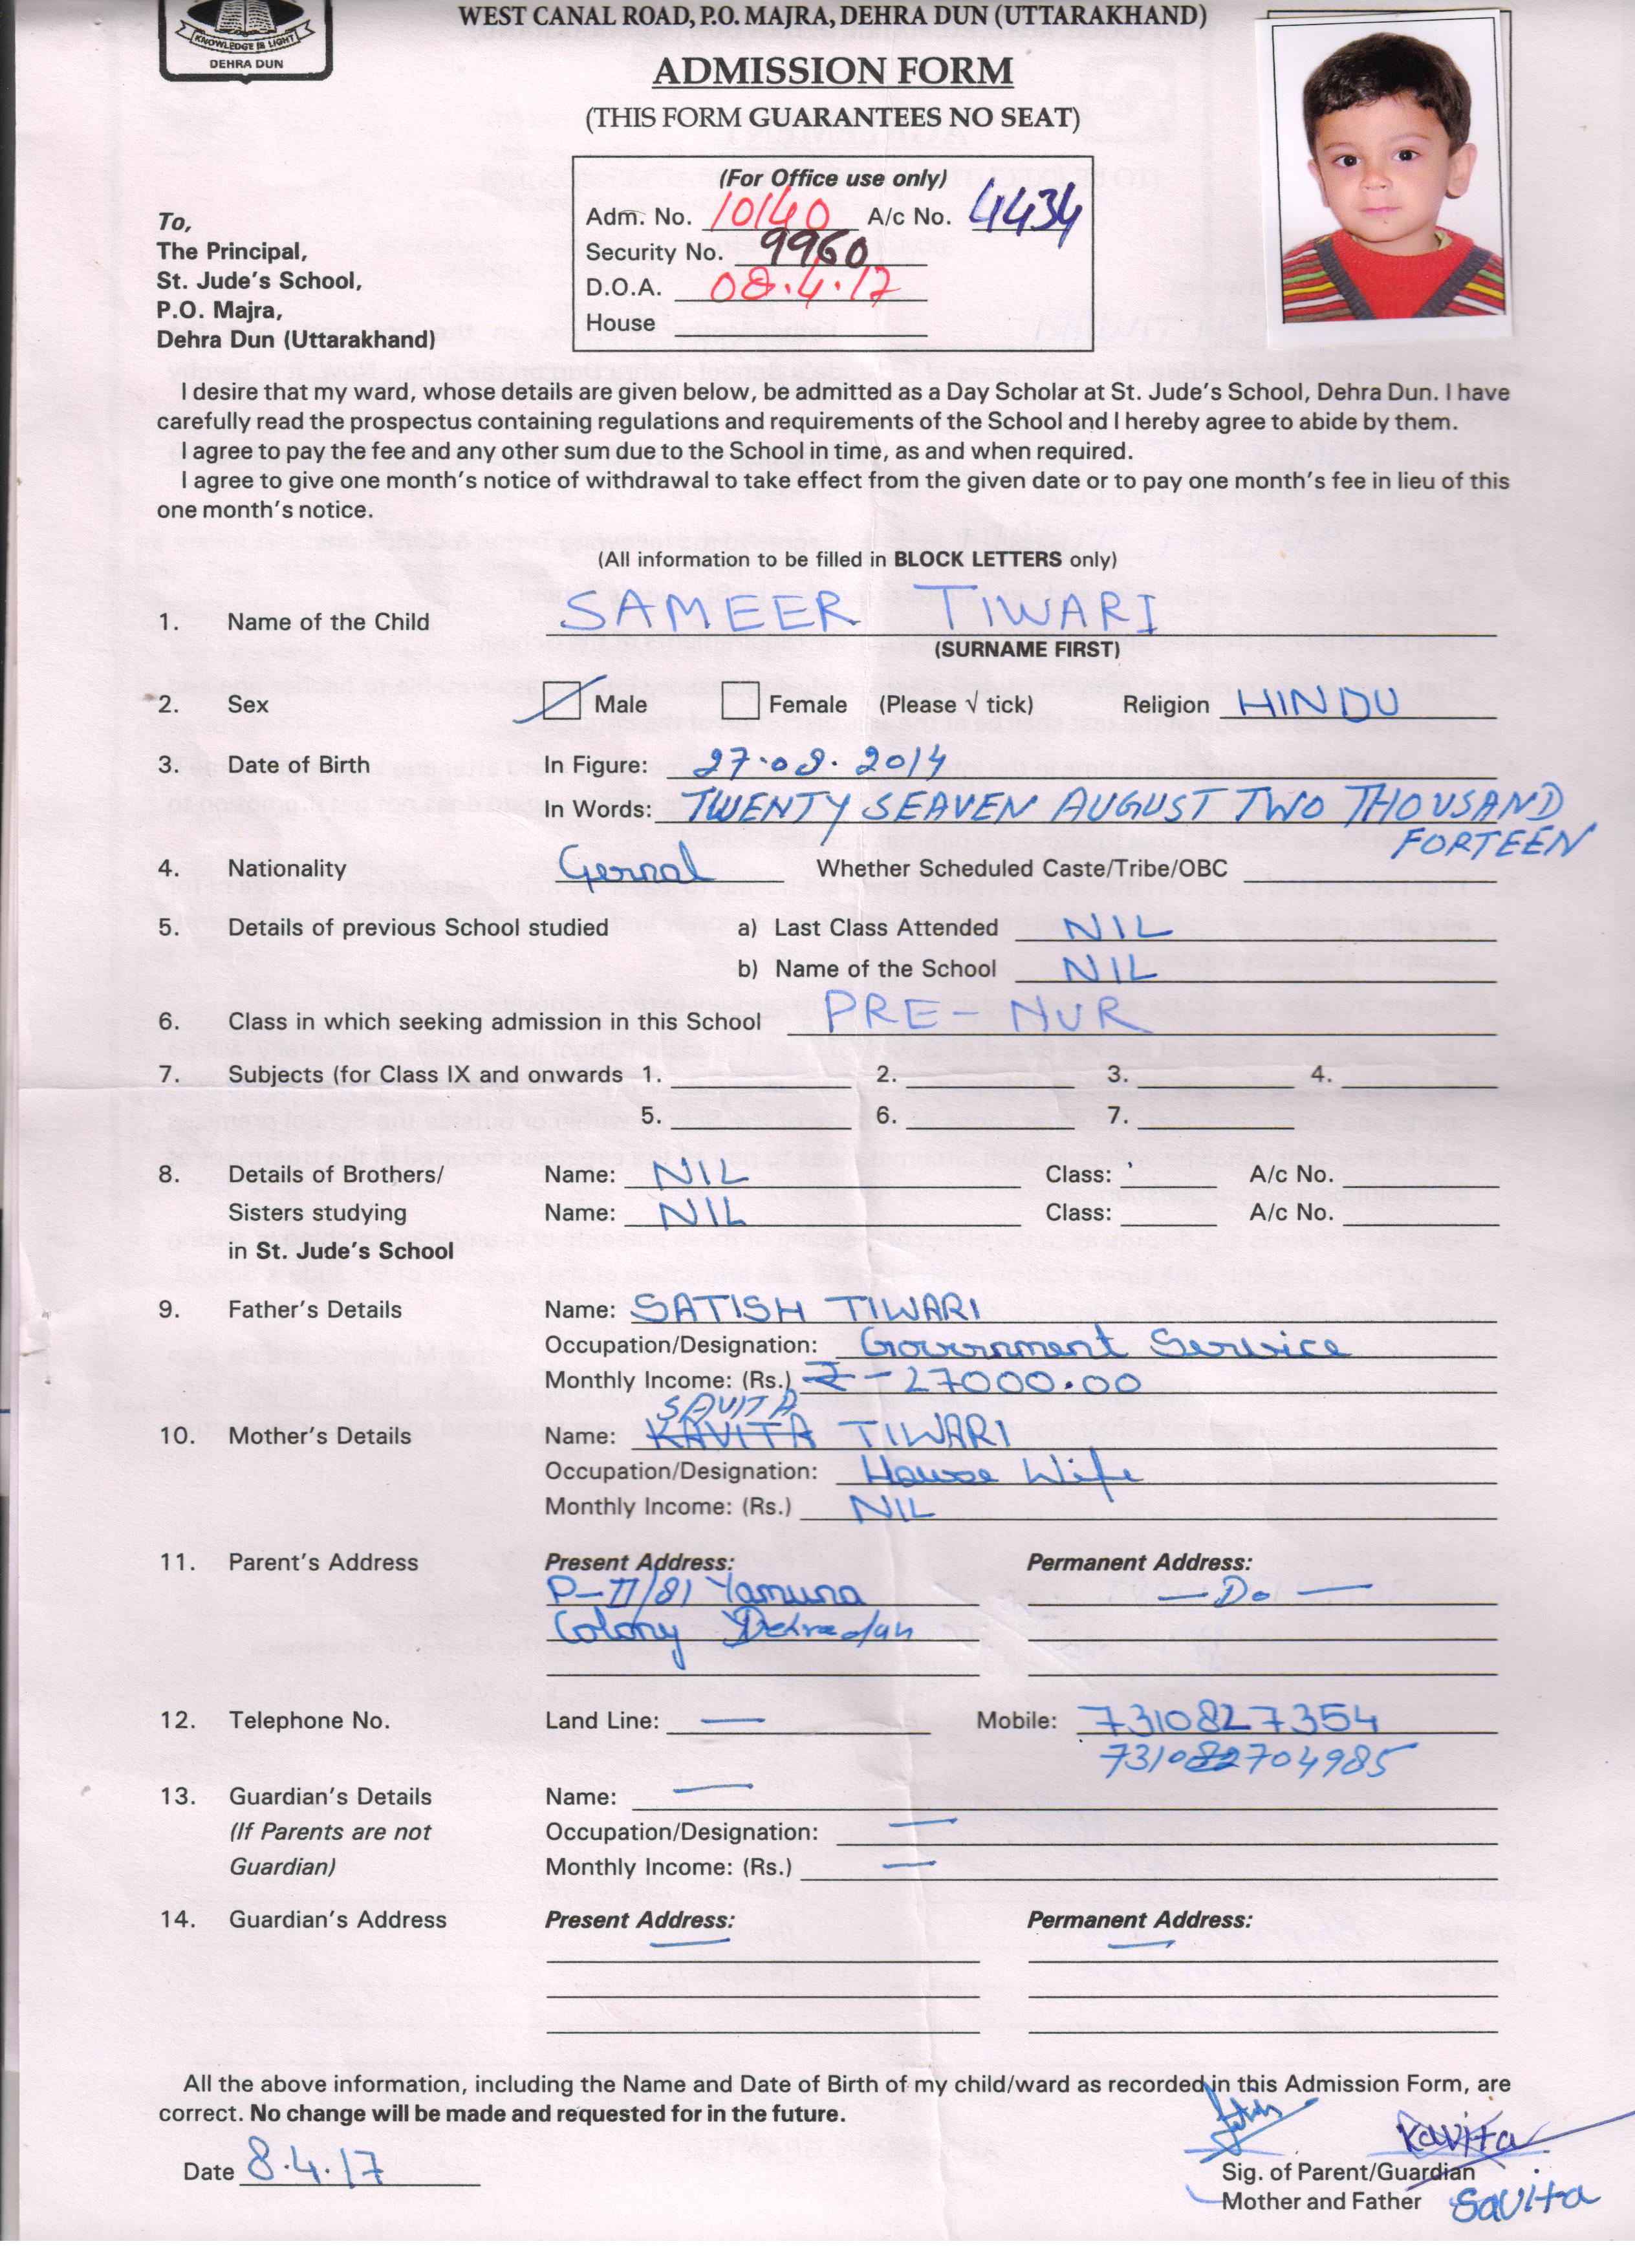 KNOWLEDGE IS LIGHT
DEHRA DUN
WEST CANAL ROAD, P.O. MAJRA, DEHRA DUN (UTTARAKHAND)
ADMISSION FORM
(THIS FORM GUARANTEES NO SEAT)
(For Office use only)
Adm. No. 10140 A/c No. 4434
Security No. 9960
D.O.A. 08.4.17
House
To,
The Principal,
St. Jude's School,
P.O. Majra,
Dehra Dun (Uttarakhand)
I desire that my ward, whose details are given below, be admitted as a Day Scholar at St. Jude's School, Dehra Dun. I have
carefully read the prospectus containing regulations and requirements of the School and I hereby agree to abide by them.
I agree to pay the fee and any other sum due to the School in time, as and when required.
I agree to give one month's notice of withdrawal to take effect from the given date or to pay one month's fee in lieu of this
one month's notice.
(All information to be filled in BLOCK LETTERS only)
1. Name of the Child SAMEER TIWARI
(SURNAME FIRST)
2. Sex Male Female (Please √ tick) Religion HINDU
3. Date of Birth In Figure: 27.08.2014
In Words: TWENTY SEAVEN AUGUST TWO THOUSAND
FORTEEN
4. Nationality Gernal Whether Scheduled Caste/Tribe/OBC
5. Details of previous School studied a) Last Class Attended NIL
b) Name of the School NIL
6. Class in which seeking admission in this School PRE-NUR
7. Subjects (for Class IX and onwards 1. 2. 3. 4.
5. 6. 7.
8. Details of Brothers/ Name: NIL Class: A/c No.
Sisters studying Name: NIL Class: A/c No.
in St. Jude's School
9. Father's Details Name: SATISH TIWARI
Occupation/Designation: Government Service
Monthly Income: (Rs.) ₹-27000.00
SAVITA
10. Mother's Details Name: KAVITA TIWARI
Occupation/Designation: House Wife
Monthly Income: (Rs.) NIL
11. Parent's Address Present Address: Permanent Address:
P-II/81 Yamuna — Do —
Colony Dehradun
12. Telephone No. Land Line: — Mobile: 7310827354
731082704985
13. Guardian's Details Name: —
(If Parents are not Occupation/Designation: —
Guardian) Monthly Income: (Rs.) —
14. Guardian's Address Present Address: Permanent Address:
— —
All the above information, including the Name and Date of Birth of my child/ward as recorded in this Admission Form, are
correct. No change will be made and requested for in the future.
Kavita
Date 8.4.17 Sig. of Parent/Guardian
Mother and Father Savita